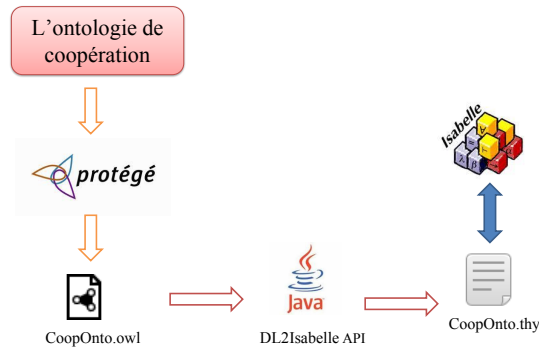 L’ontologie de
coopération
protégé
Isabelle
∀
=
λ
β
α
Java
CoopOnto.owl
DL2Isabelle API
CoopOnto.thy